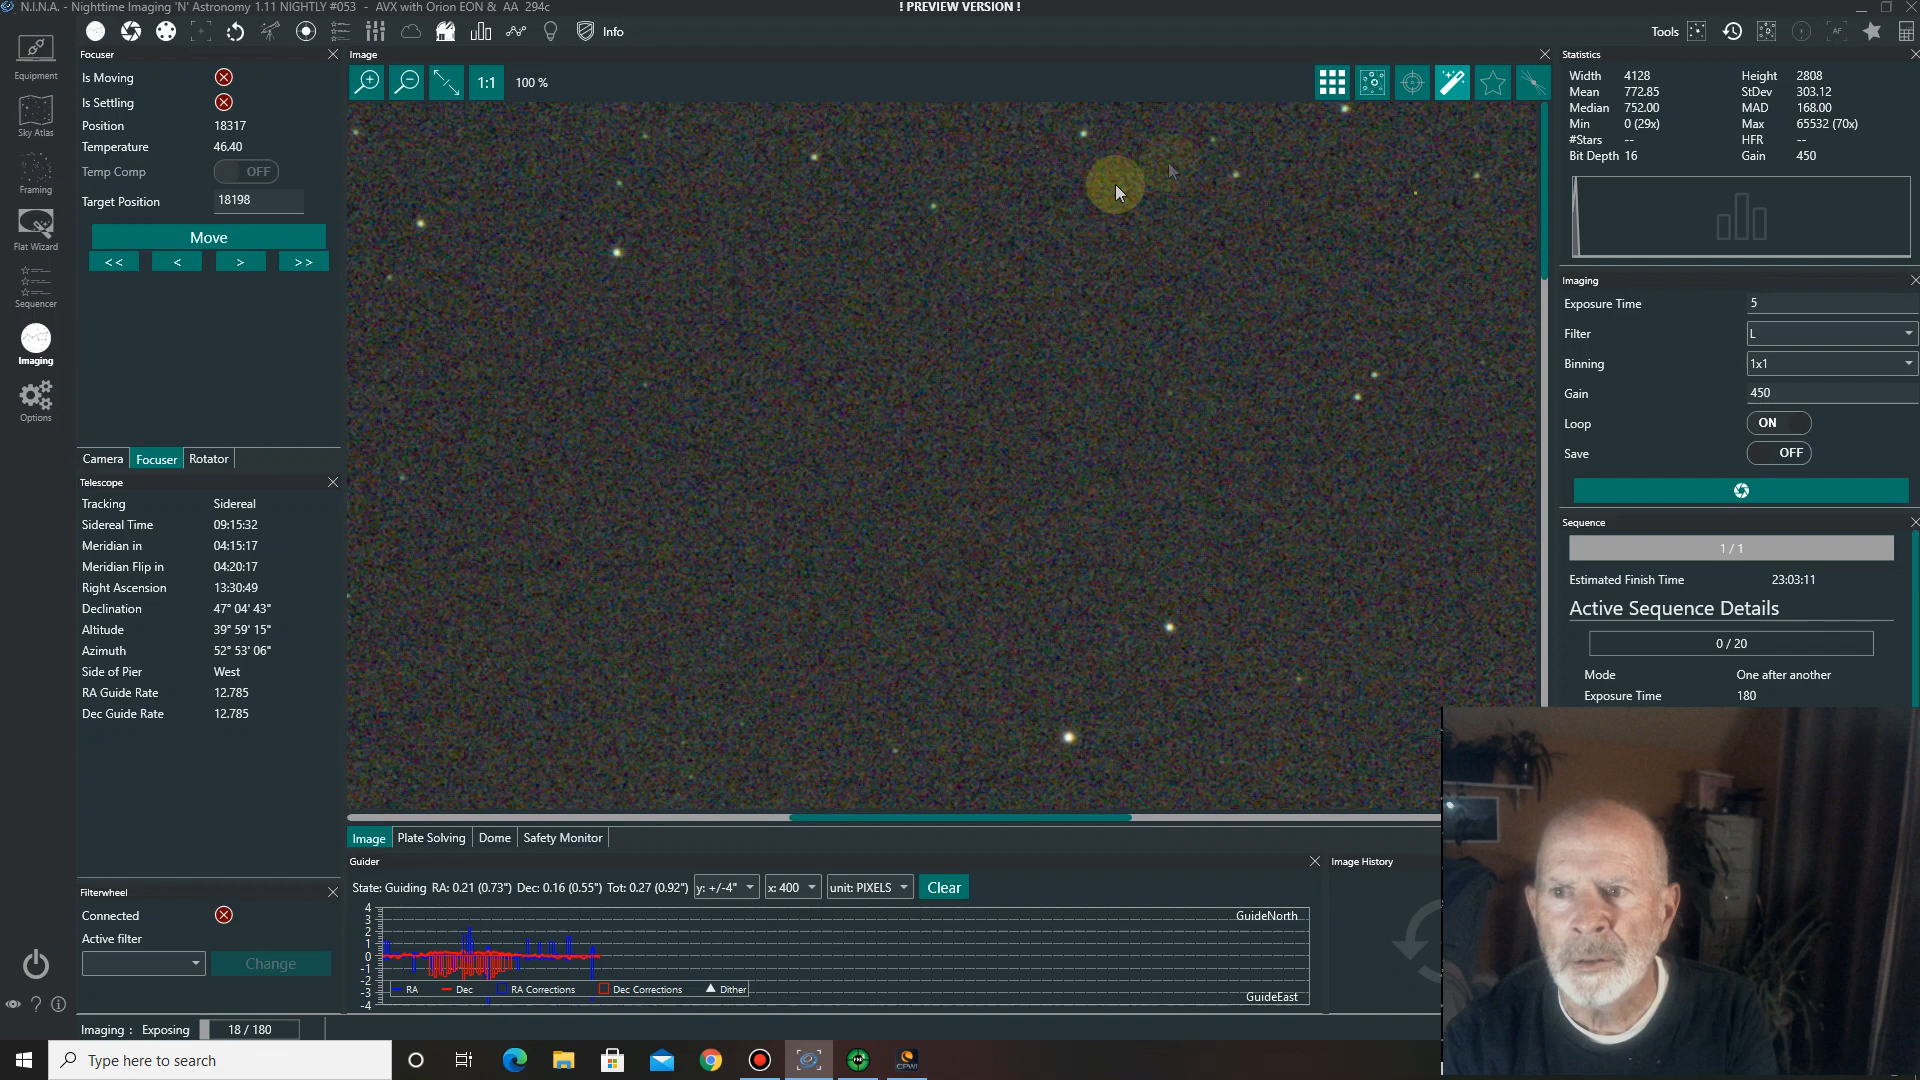 N.I.N.A. - Nighttime Imaging 'N' Astronomy 1.11 NIGHTLY #053 - AVX with Orion EON & AA 294c
! PREVIEW VERSION !
Info
Tools
AF
Equipment
Sky Atlas
Framing
Flat Wizard
Sequencer
Imaging
Options
Focuser
Is Moving
Is Settling
Position 18317
Temperature 46.40
Temp Comp OFF
Target Position 18198
Move
<< < > >>
Camera Focuser Rotator
Telescope
Tracking Sidereal
Sidereal Time 09:15:32
Meridian in 04:15:17
Meridian Flip in 04:20:17
Right Ascension 13:30:49
Declination 47° 04' 43"
Altitude 39° 59' 15"
Azimuth 52° 53' 06"
Side of Pier West
RA Guide Rate 12.785
Dec Guide Rate 12.785
Filterwheel
Connected
Active filter
Change
Imaging : Exposing 18 / 180
Image
1:1 100 %
Image Plate Solving Dome Safety Monitor
Guider
State: Guiding RA: 0.21 (0.73") Dec: 0.16 (0.55") Tot: 0.27 (0.92") y: +/-4" x: 400 unit: PIXELS Clear
4
3
2
1
0
-1
-2
-3
-4
GuideNorth
GuideEast
RA Dec RA Corrections Dec Corrections Dither
Image History
Statistics
Width 4128 Height 2808
Mean 772.85 StDev 303.12
Median 752.00 MAD 168.00
Min 0 (29x) Max 65532 (70x)
#Stars -- HFR --
Bit Depth 16 Gain 450
Imaging
Exposure Time 5
Filter L
Binning 1x1
Gain 450
Loop ON
Save OFF
Sequence
1 / 1
Estimated Finish Time 23:03:11
Active Sequence Details
0 / 20
Mode One after another
Exposure Time 180
Type here to search
CPWI